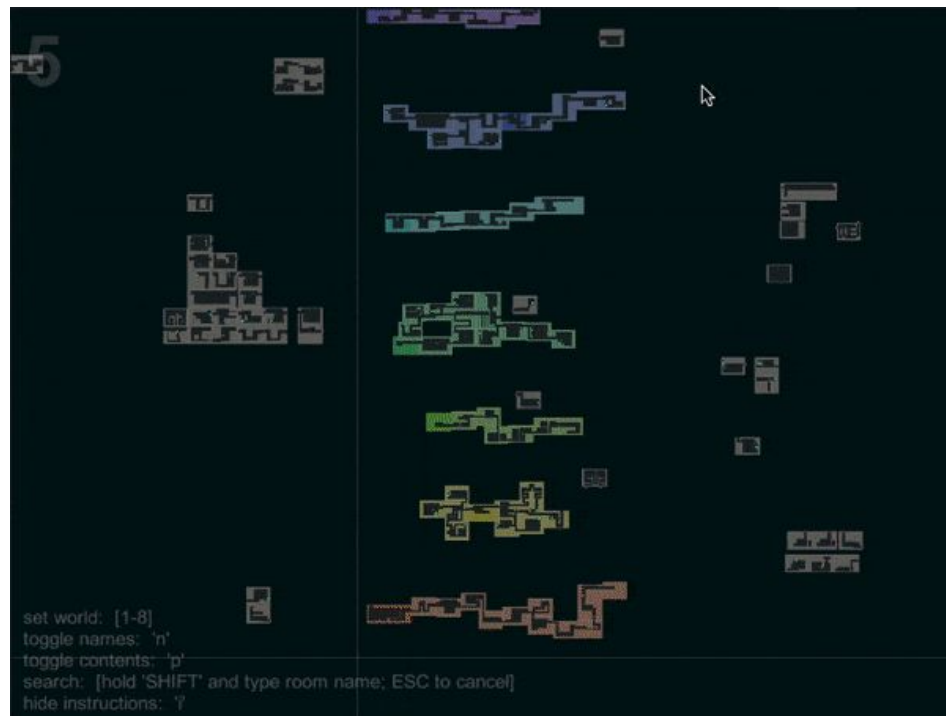 5
set world:  [1-8]
toggle names:  'n'
toggle contents:  'p'
search:  [hold 'SHIFT' and type room name; ESC to cancel]
hide instructions:  'i'